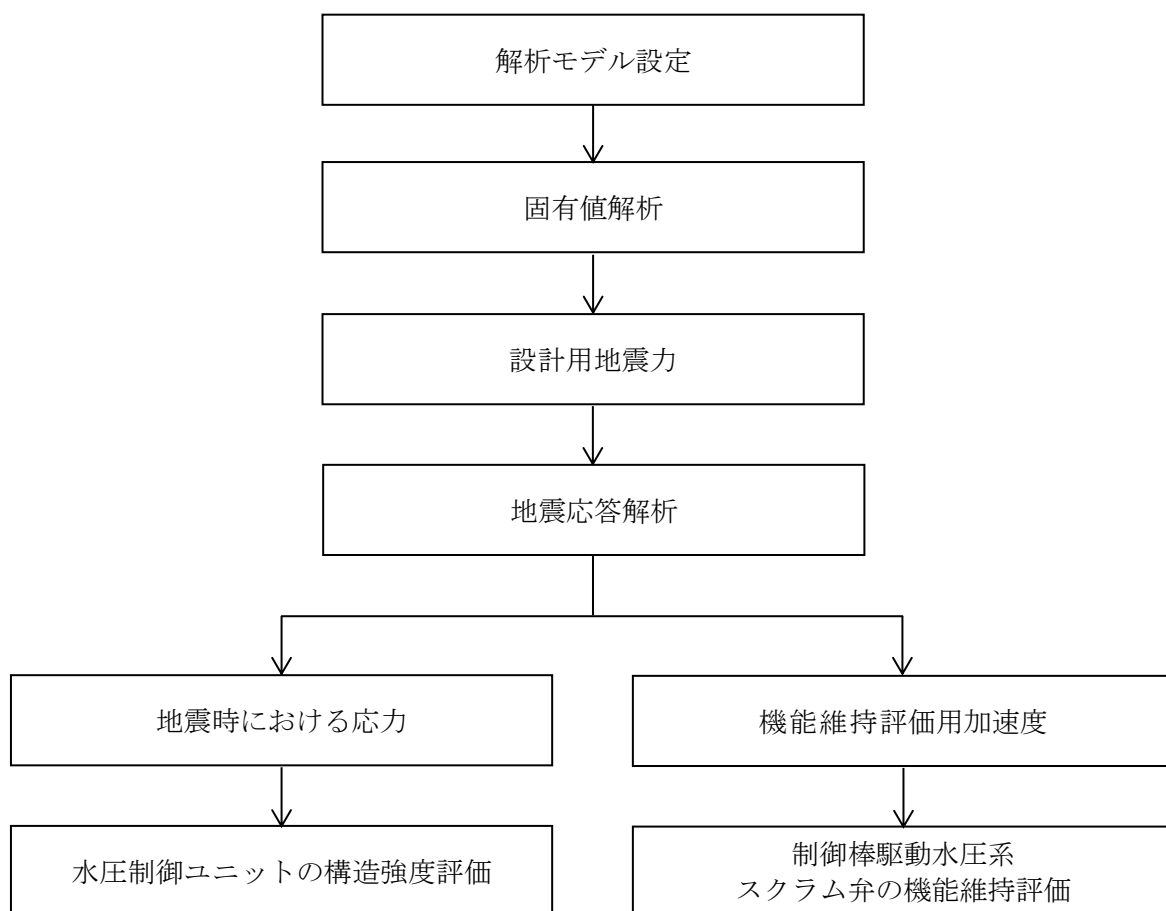 解析モデル設定
固有値解析
設計用地震力
地震応答解析
地震時における応力
機能維持評価用加速度
水圧制御ユニットの構造強度評価
制御棒駆動水圧系
スクラム弁の機能維持評価